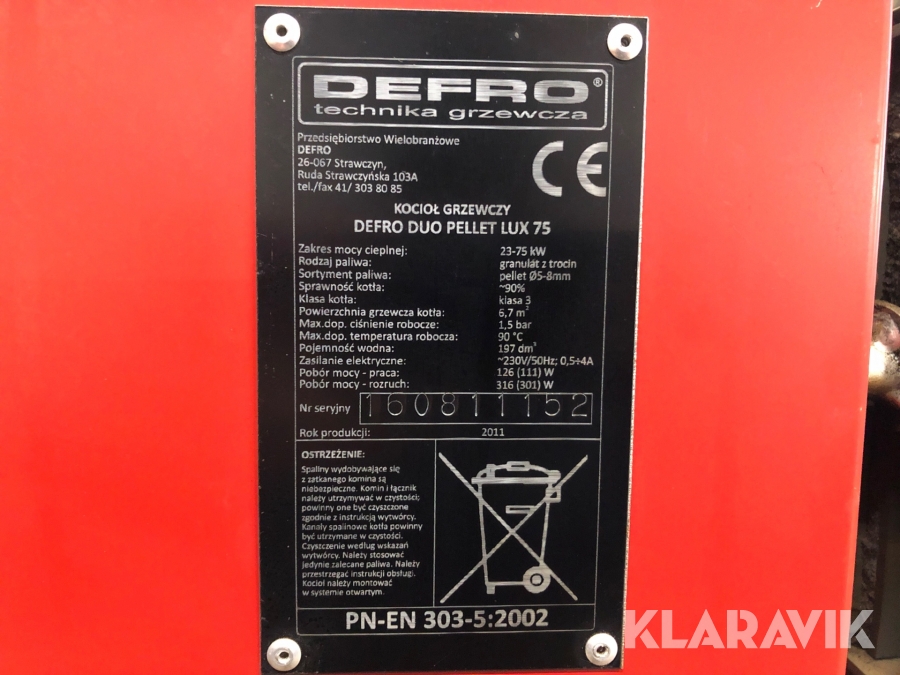 DEFRO®
technika grzewcza
Przedsiębiorstwo Wielobranżowe
DEFRO
26-067 Strawczyn,
Ruda Strawczyńska 103A
tel./fax 41/ 303 80 85
CE
KOCIOŁ GRZEWCZY
DEFRO DUO PELLET LUX 75
Zakres mocy cieplnej: 23-75 kW
Rodzaj paliwa: granulát z trocin
Sortyment paliwa: pellet Ø5-8mm
Sprawność kotła: ~90%
Klasa kotła: klasa 3
Powierzchnia grzewcza kotła: 6,7 m²
Max.dop. ciśnienie robocze: 1,5 bar
Max.dop. temperatura robocza: 90 °C
Pojemność wodna: 197 dm³
Zasilanie elektryczne: ~230V/50Hz; 0,5÷4A
Pobór mocy - praca: 126 (111) W
Pobór mocy - rozruch: 316 (301) W
Nr seryjny 160811152
Rok produkcji: 2011
OSTRZEŻENIE:
Spaliny wydobywające się
z zatkanego komina są
niebezpieczne. Komin i łącznik
należy utrzymywać w czystości;
powinny one być czyszczone
zgodnie z instrukcją wytwórcy.
Kanały spalinowe kotła powinny
być utrzymane w czystości.
Czyszczenie według wskazań
wytwórcy. Należy stosować
jedynie zalecane paliwa. Należy
przestrzegać instrukcji obsługi.
Kocioł należy montować
w systemie otwartym.
PN-EN 303-5:2002
KLARAVIK